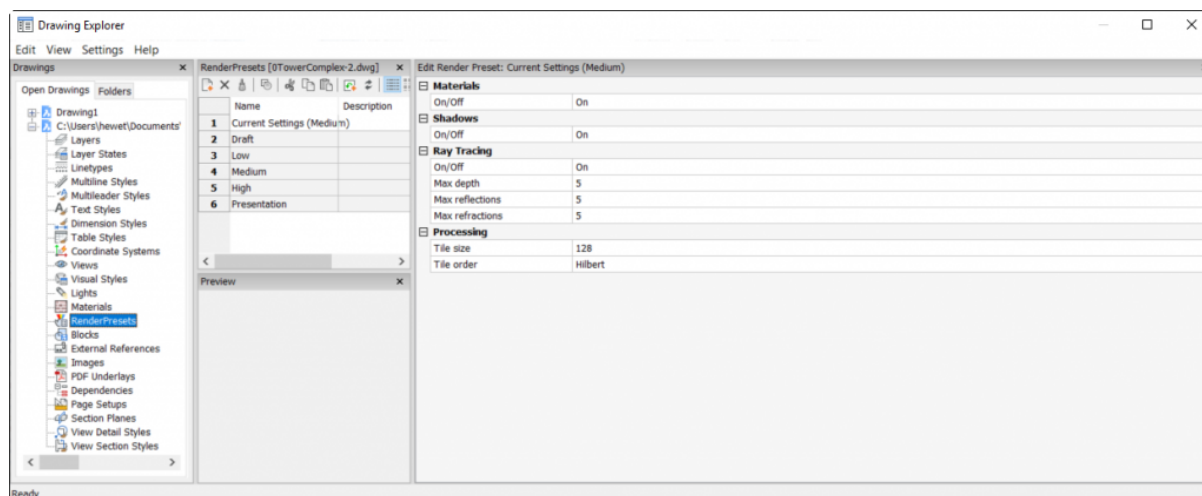 Drawing Explorer
Edit View Settings Help
Drawings
Open Drawings Folders
Drawing1
C:\Users\hewet\Documents'
Layers
Layer States
Linetypes
Multiline Styles
Multileader Styles
Text Styles
Dimension Styles
Table Styles
Coordinate Systems
Views
Visual Styles
Lights
Materials
RenderPresets
Blocks
External References
Images
PDF Underlays
Dependencies
Page Setups
Section Planes
View Detail Styles
View Section Styles
RenderPresets [0TowerComplex-2.dwg]
Name Description
1 Current Settings (Medium)
2 Draft
3 Low
4 Medium
5 High
6 Presentation
Preview
Edit Render Preset: Current Settings (Medium)
Materials
On/Off On
Shadows
On/Off On
Ray Tracing
On/Off On
Max depth 5
Max reflections 5
Max refractions 5
Processing
Tile size 128
Tile order Hilbert
Ready